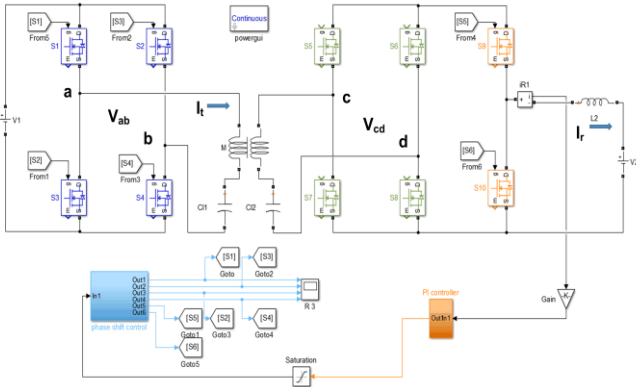 [S1]
From5
S1
[S3]
From2
S2
Continuous
powergui
S5
S6
[S5]
From4
S9
V1
a
Vab
b
It
M
c
Vcd
d
iR1
L2
Ir
[S2]
From1
S3
[S4]
From3
S4
Cl1
Cl2
S7
S8
[S6]
From6
S10
In1
Out1
Out2
Out3
Out4
Out5
Out6
phase shift control
[S1]
Goto
[S3]
Goto2
R 3
[S5]
Goto1
[S2]
Goto3
[S4]
Goto4
[S6]
Goto5
Saturation
PI controller
Out1
In1
Gain
-K-